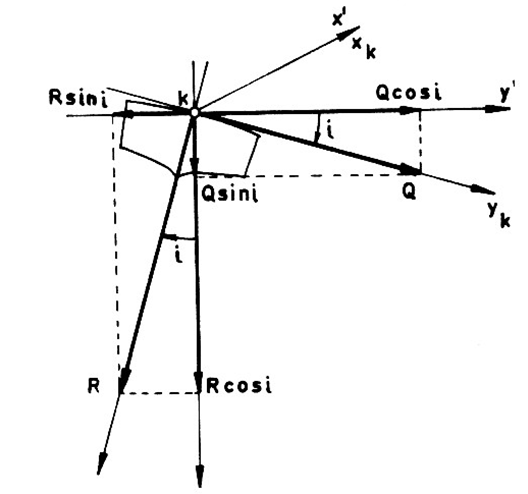 x'
x k
Rsini
k
Qcosi
y'
i
Qsini
Q
y k
i
R
Rcosi